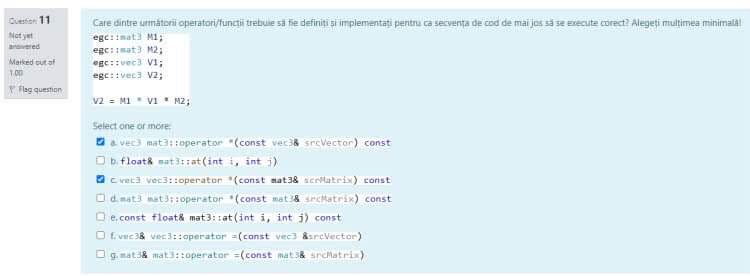 Question 11
Not yet
answered
Marked out of
1.00
Flag question
Care dintre următorii operatori/funcții trebuie să fie definiți și implementați pentru ca secvența de cod de mai jos să se execute corect? Alegeți mulțimea minimală!
egc::mat3 M1;
egc::mat3 M2;
egc::vec3 V1;
egc::vec3 V2;
V2 = M1 * V1 * M2;
Select one or more:
a. vec3 mat3::operator *(const vec3& srcVector) const
b. float& mat3::at(int i, int j)
c. vec3 vec3::operator *(const mat3& scrMatrix) const
d. mat3 mat3::operator *(const mat3& srcMatrix) const
e. const float& mat3::at(int i, int j) const
f. vec3& vec3::operator =(const vec3 &srcVector)
g. mat3& mat3::operator =(const mat3& srcMatrix)